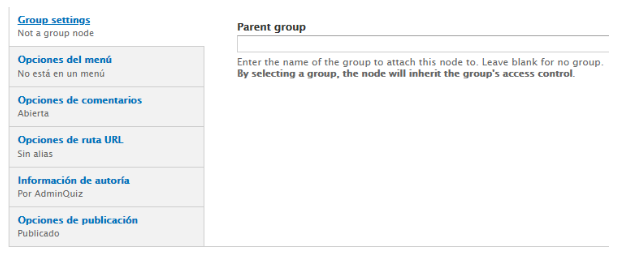 Group settings
Not a group node
Opciones del menú
No está en un menú
Opciones de comentarios
Abierta
Opciones de ruta URL
Sin alias
Información de autoría
Por AdminQuiz
Opciones de publicación
Publicado
Parent group
Enter the name of the group to attach this node to. Leave blank for no group.
By selecting a group, the node will inherit the group's access control.